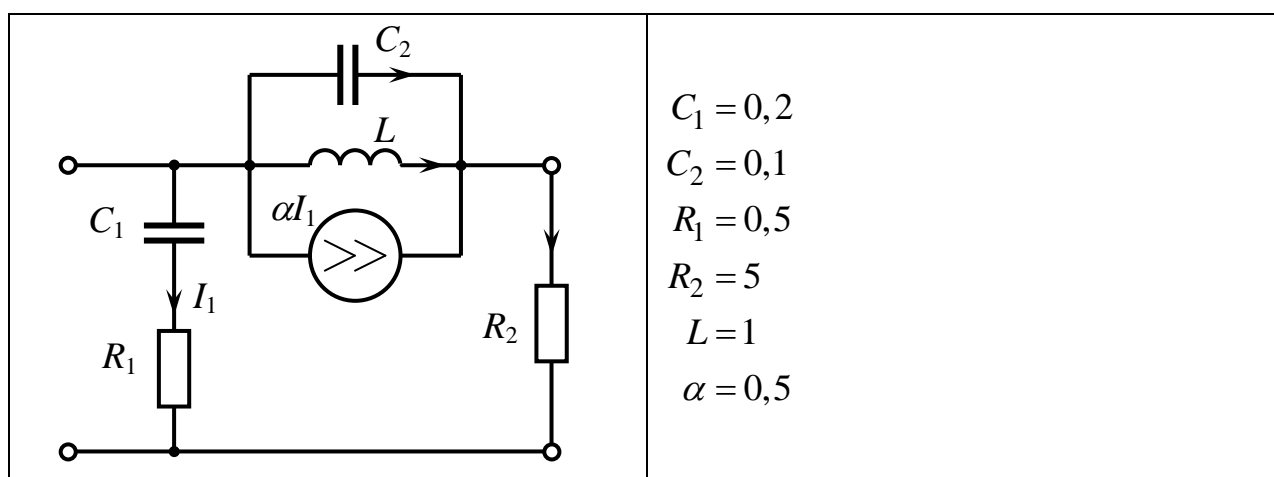 C₂
L
αI₁
C₁
I₁
R₁
R₂
C₁ = 0,2
C₂ = 0,1
R₁ = 0,5
R₂ = 5
L = 1
α = 0,5